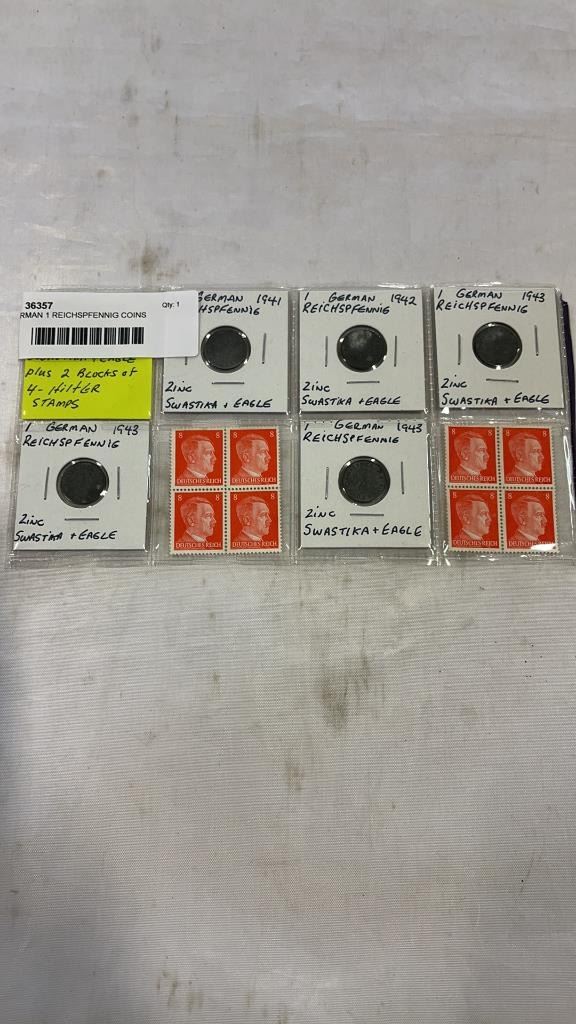 36357
Qty: 1
RMAN 1 REICHSPFENNIG COINS
plus 2 Blocks of
4- Hitler
STAMPS
GERMAN 1941
HSPFENNIG
Zinc
SWASTIKA + EAGLE
1 GERMAN 1942
REICHSPFENNIG
Zinc
SWASTIKA + EAGLE
1 GERMAN 1943
REICHSPFENNIG
Zinc
SWASTIKA + EAGLE
1 GERMAN 1943
REICHSPFENNIG
Zinc
SWASTIKA + EAGLE
8 8
DEUTSCHES REICH DEUTSCHES REICH
8 8
DEUTSCHES REICH DEUTSCHES REICH
1 GERMAN 1943
REICHSPFENNIG
Zinc
SWASTIKA + EAGLE
8 8
DEUTSCHES REICH DEUTSCHES REICH
8 8
DEUTSCHES REICH DEUTSCHES REICH